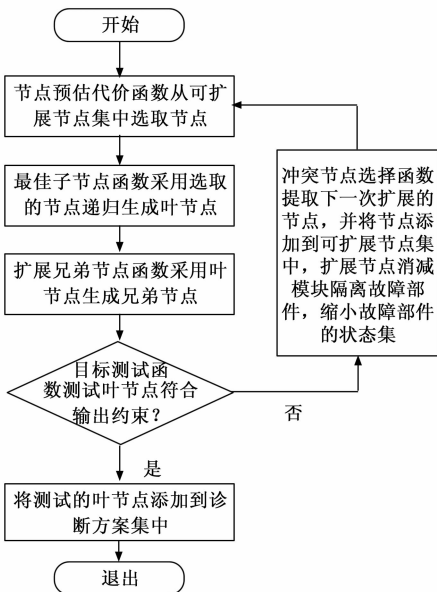 开始
节点预估代价函数从可扩
展节点集中选取节点
最佳子节点函数采用选取
的节点递归生成叶节点
扩展兄弟节点函数采用叶
节点生成兄弟节点
目标测试函
数测试叶节点符合
输出约束？
否
冲突节点选择函数
提取下一次扩展的
节点，并将节点添
加到可扩展节点集
中，扩展节点消减
模块隔离故障部
件，缩小故障部件
的状态集
是
将测试的叶节点添加到诊
断方案集中
退出